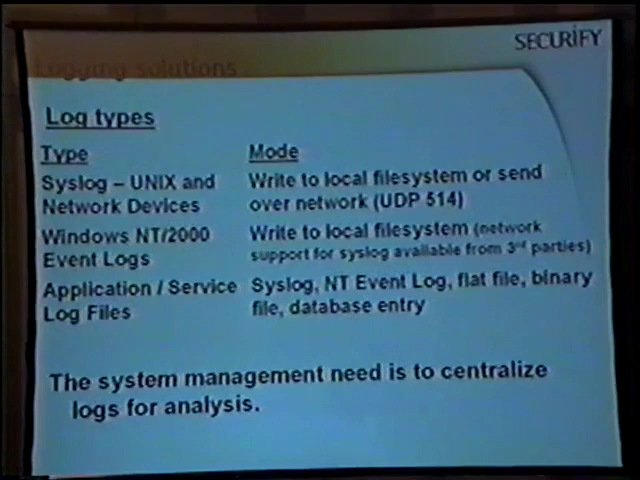 SECURiFY
Logging solutions
Log types
Type Mode
Syslog – UNIX and Write to local filesystem or send
Network Devices over network (UDP 514)
Windows NT/2000 Write to local filesystem (network
Event Logs support for syslog available from 3rd parties)
Application / Service Syslog, NT Event Log, flat file, binary
Log Files file, database entry
The system management need is to centralize
logs for analysis.